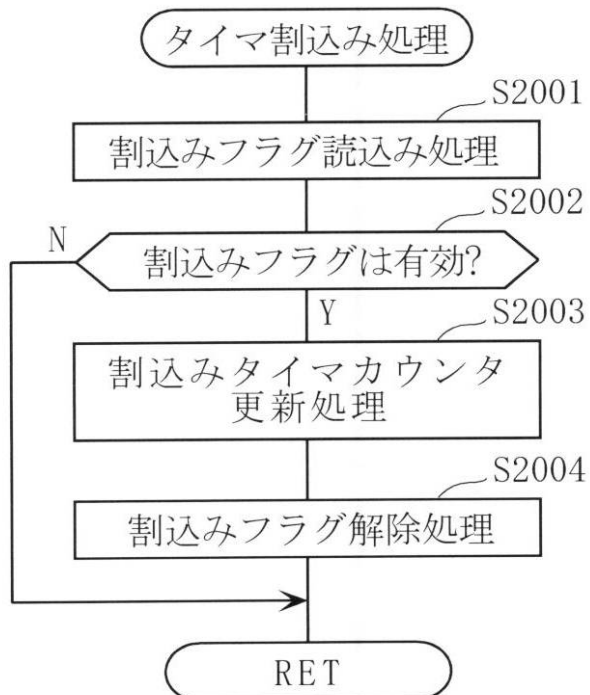 タイマ割込み処理
S2001
割込みフラグ読込み処理
S2002
N
割込みフラグは有効?
Y
S2003
割込みタイマカウンタ
更新処理
S2004
割込みフラグ解除処理
RET